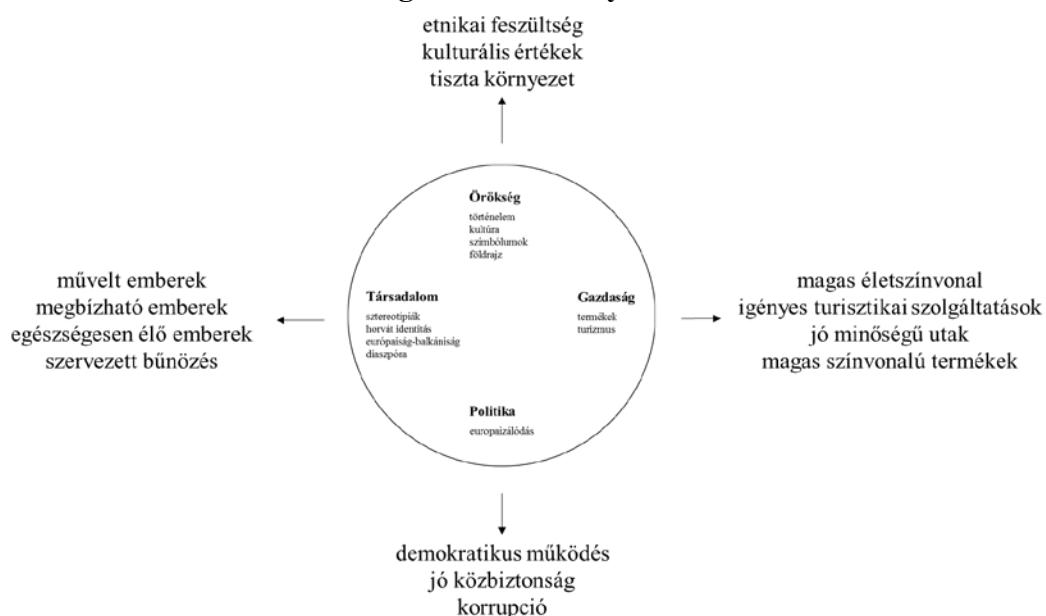 etnikai feszültség
kulturális értékek
tiszta környezet
Örökség
történelem
kultúra
szimbólumok
földrajz
művelt emberek
megbízható emberek
egészségesen élő emberek
szervezett bűnözés
Társadalom
sztereotípiák
horvát identitás
európaiság-balkániság
diaszpóra
Gazdaság
termékek
turizmus
magas életszínvonal
igényes turisztikai szolgáltatások
jó minőségű utak
magas színvonalú termékek
Politika
europaizálódás
demokratikus működés
jó közbiztonság
korrupció